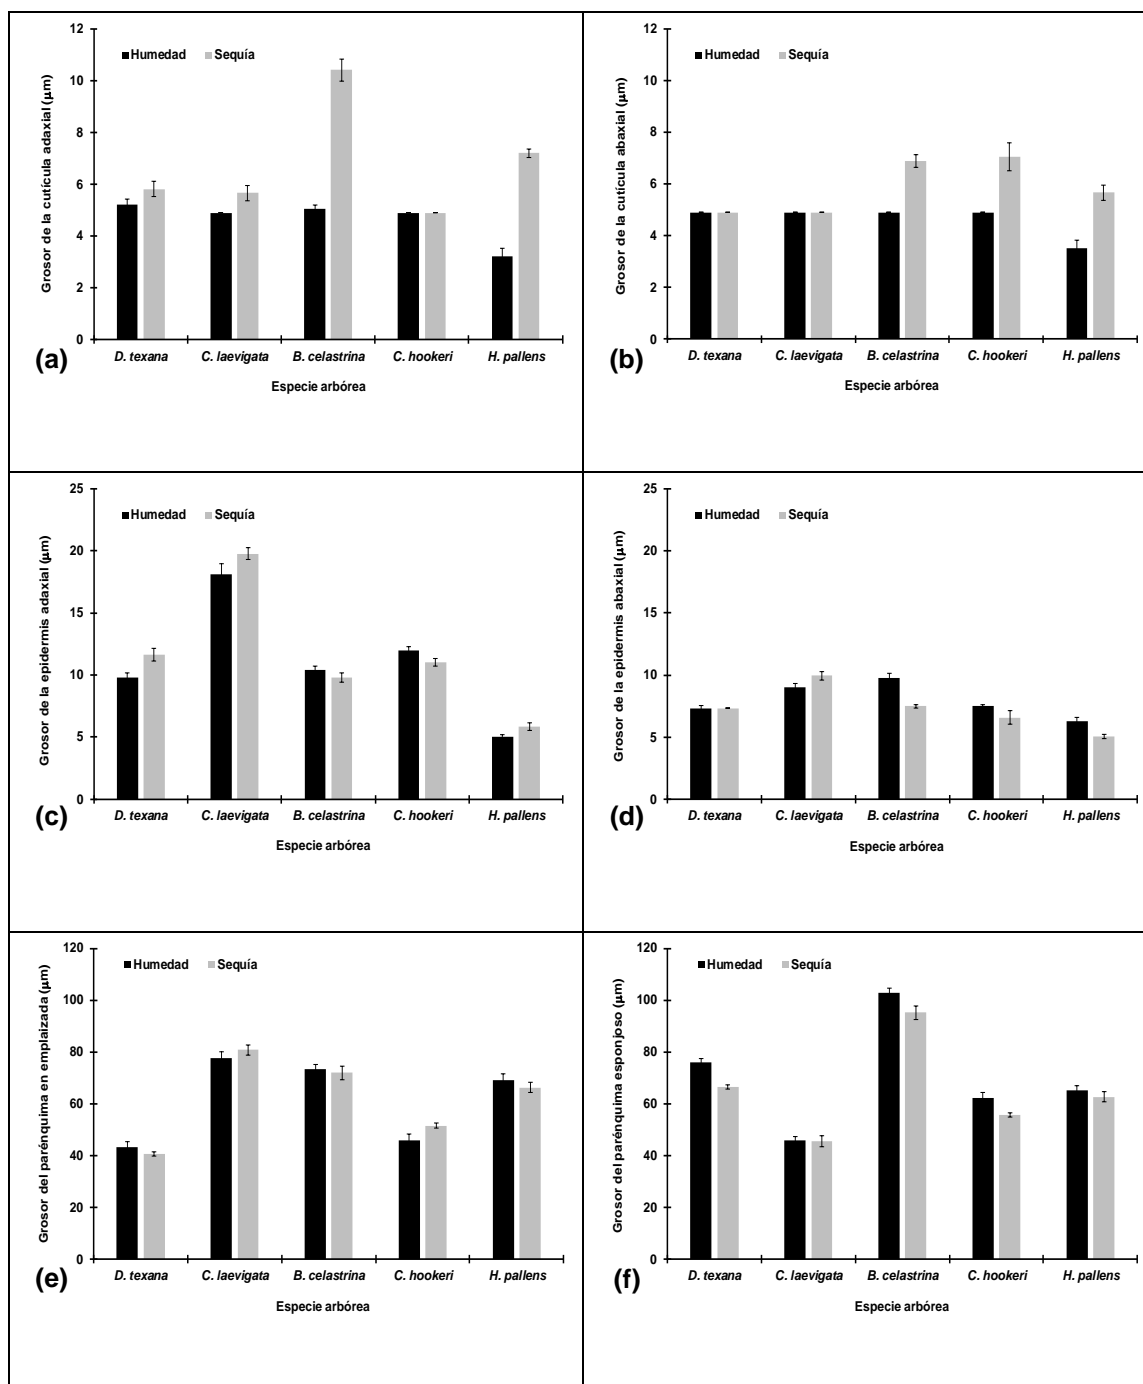 Humedad Sequía
Grosor de la cutícula adaxial (µm)
12
10
8
6
4
2
0
D. texana C. laevigata B. celastrina C. hookeri H. pallens
(a)
Especie arbórea
Humedad Sequía
Grosor de la cutícula abaxial (µm)
12
10
8
6
4
2
0
D. texana C. laevigata B. celastrina C. hookeri H. pallens
(b)
Especie arbórea
Humedad Sequía
Grosor de la epidermis adaxial (µm)
25
20
15
10
5
0
D. texana C. laevigata B. celastrina C. hookeri H. pallens
(c)
Especie arbórea
Humedad Sequía
Grosor de la epidermis abaxial (µm)
25
20
15
10
5
0
D. texana C. laevigata B. celastrina C. hookeri H. pallens
(d)
Especie arbórea
Humedad Sequía
Grosor del parénquima en emplaizada (µm)
120
100
80
60
40
20
0
D. texana C. laevigata B. celastrina C. hookeri H. pallens
(e)
Especie arbórea
Humedad Sequía
Grosor del parénquima esponjoso (µm)
120
100
80
60
40
20
0
D. texana C. laevigata B. celastrina C. hookeri H. pallens
(f)
Especie arbórea